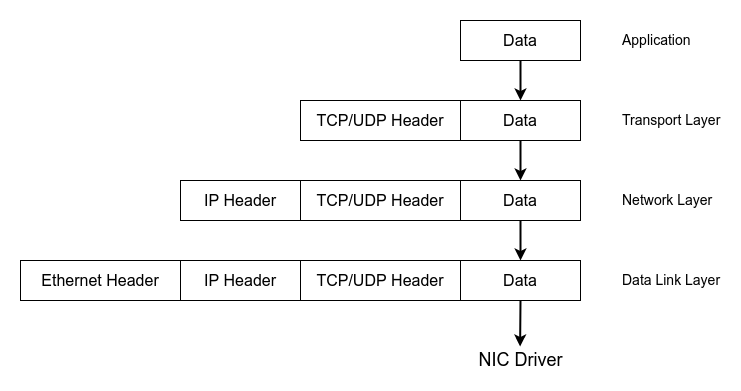 Data Application
TCP/UDP Header Data Transport Layer
IP Header TCP/UDP Header Data Network Layer
Ethernet Header IP Header TCP/UDP Header Data Data Link Layer
NIC Driver